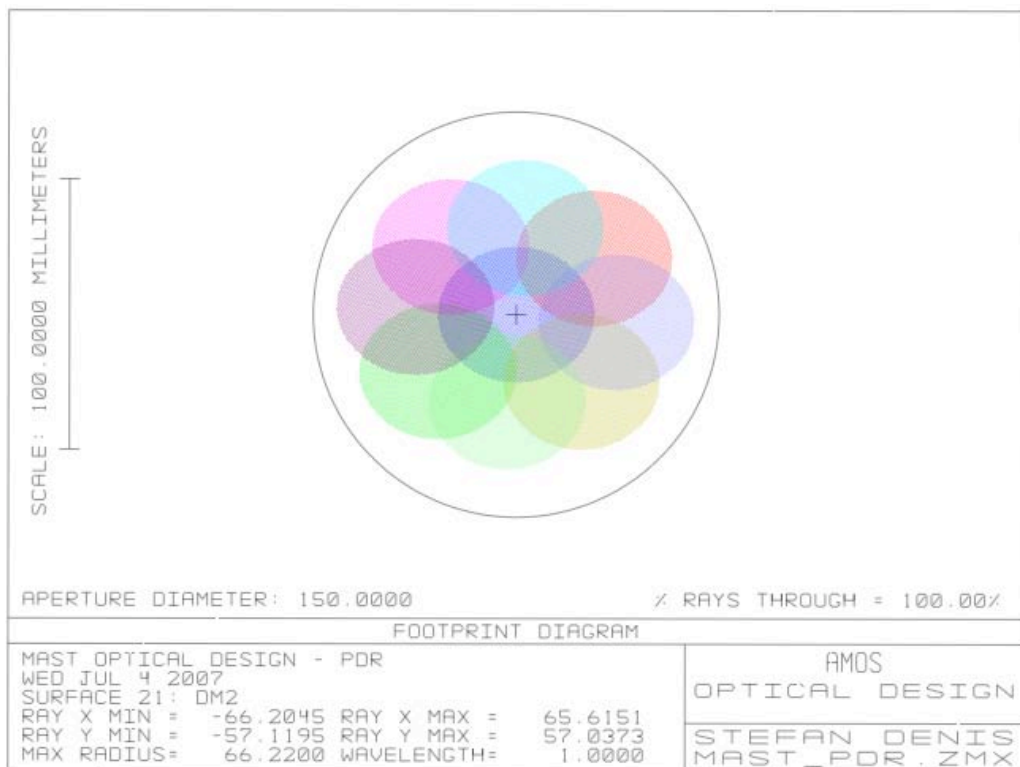 SCALE: 100.0000 MILLIMETERS
APERTURE DIAMETER: 150.0000
% RAYS THROUGH = 100.00%
FOOTPRINT DIAGRAM
MAST OPTICAL DESIGN - PDR
WED JUL 4 2007
SURFACE 21: DM2
RAY X MIN = -66.2045 RAY X MAX = 65.6151
RAY Y MIN = -57.1195 RAY Y MAX = 57.0373
MAX RADIUS= 66.2200 WAVELENGTH= 1.0000
AMOS
OPTICAL DESIGN
STEFAN DENIS
MAST_PDR.ZMX